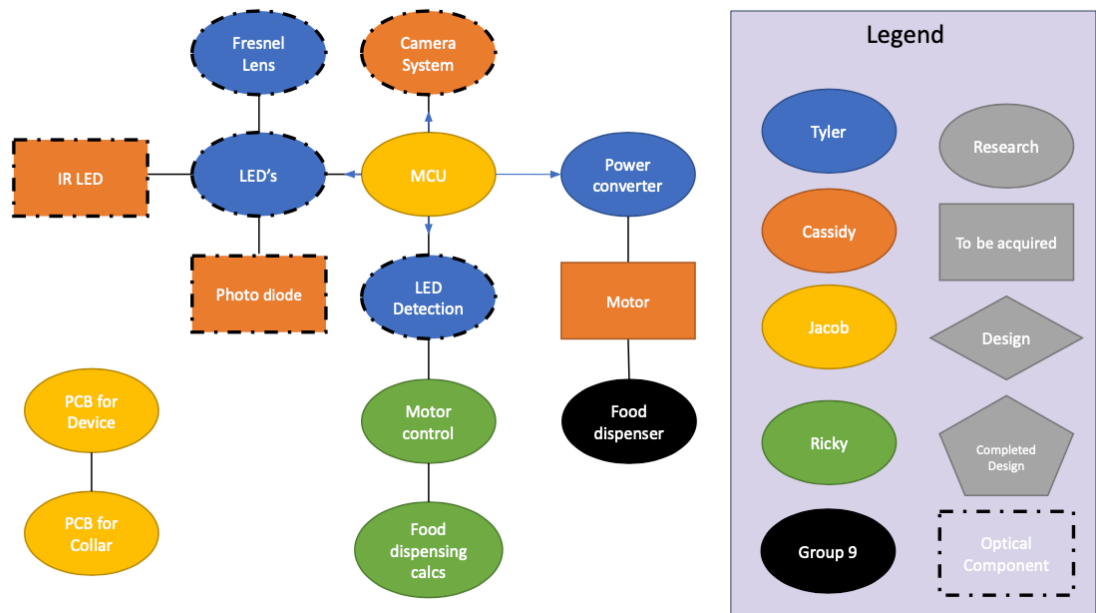 Fresnel
Lens
Camera
System
IR LED
LED's
MCU
Power
converter
Photo diode
LED
Detection
Motor
PCB for
Device
Motor
control
Food
dispenser
PCB for
Collar
Food
dispensing
calcs
Legend
Tyler
Research
Cassidy
To be acquired
Jacob
Design
Ricky
Completed
Design
Group 9
Optical
Component